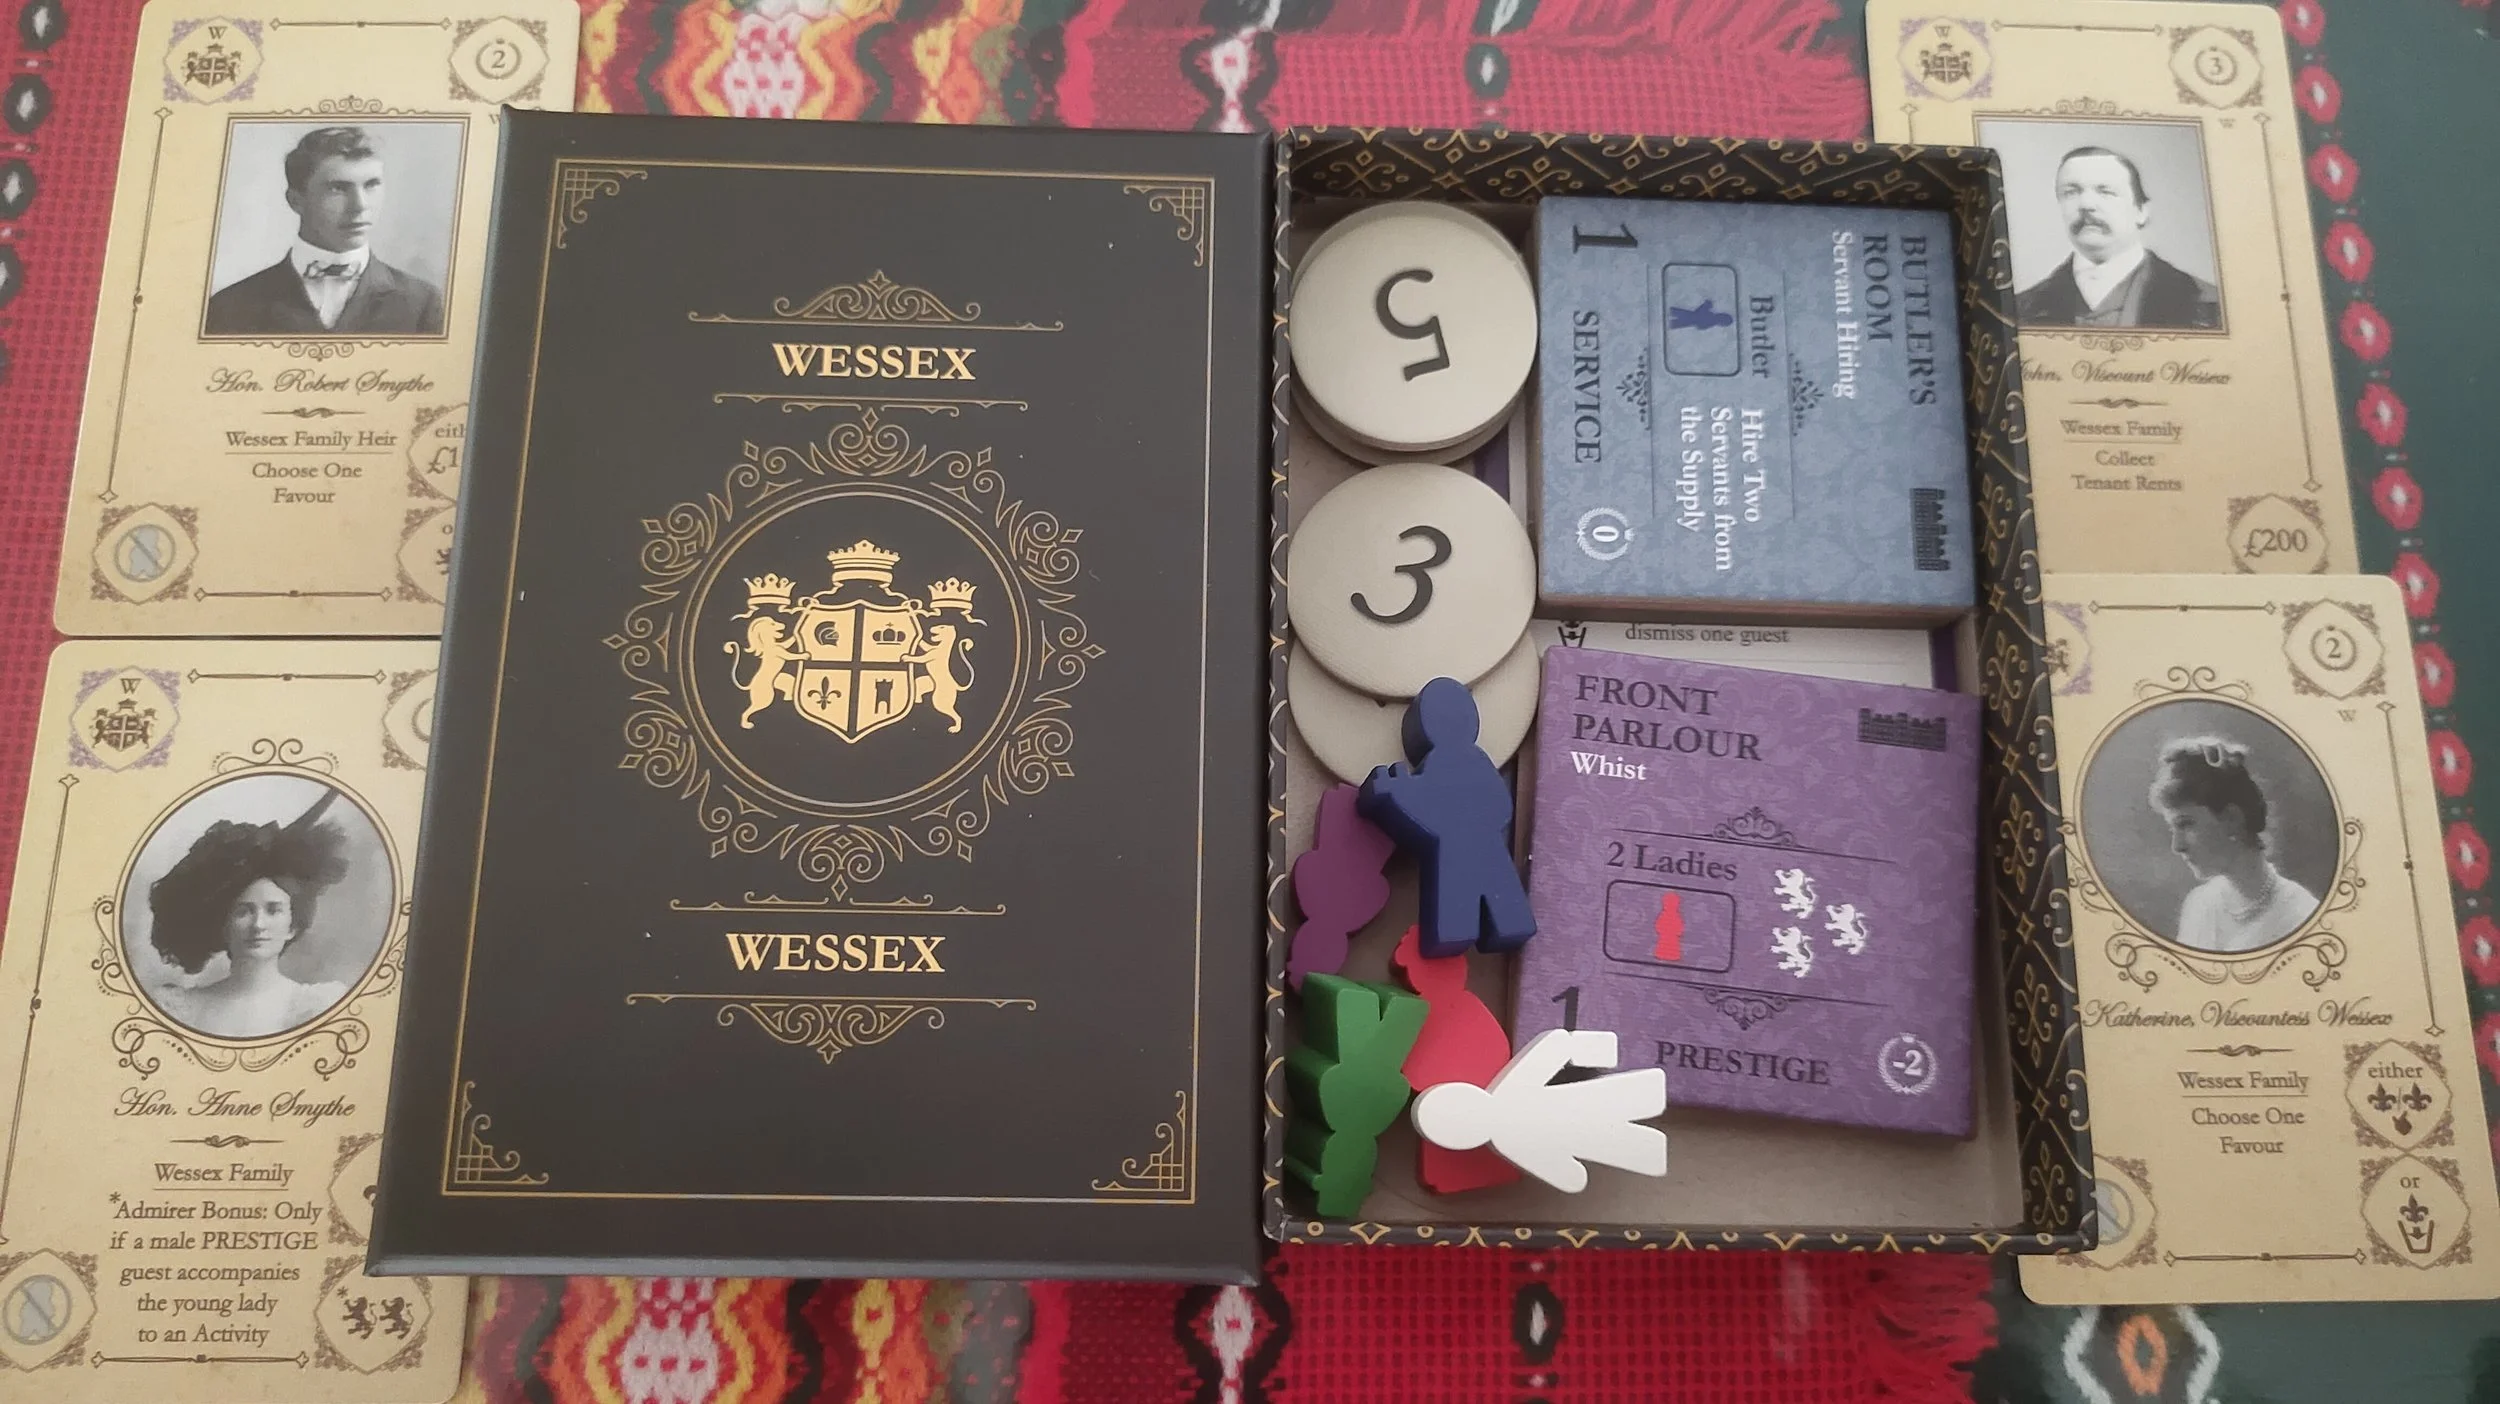 W
2
W
Hon. Robert Smythe
Wessex Family Heir
Choose One
Favour
£1
W
Hon. Anne Smythe
Wessex Family
*Admirer Bonus: Only
if a male PRESTIGE
guest accompanies
the young lady
to an Activity
*
WESSEX
WESSEX
5
3
BUTLER'S
ROOM
Servant Hiring
Butler
Hire Two
Servants from
the Supply
1
SERVICE
0
dismiss one guest
FRONT
PARLOUR
Whist
2 Ladies
1
PRESTIGE
-2
W
3
W
John, Viscount Wessex
Wessex Family
Collect
Tenant Rents
£200
2
W
Katherine, Viscountess Wessex
Wessex Family
Choose One
Favour
either
or